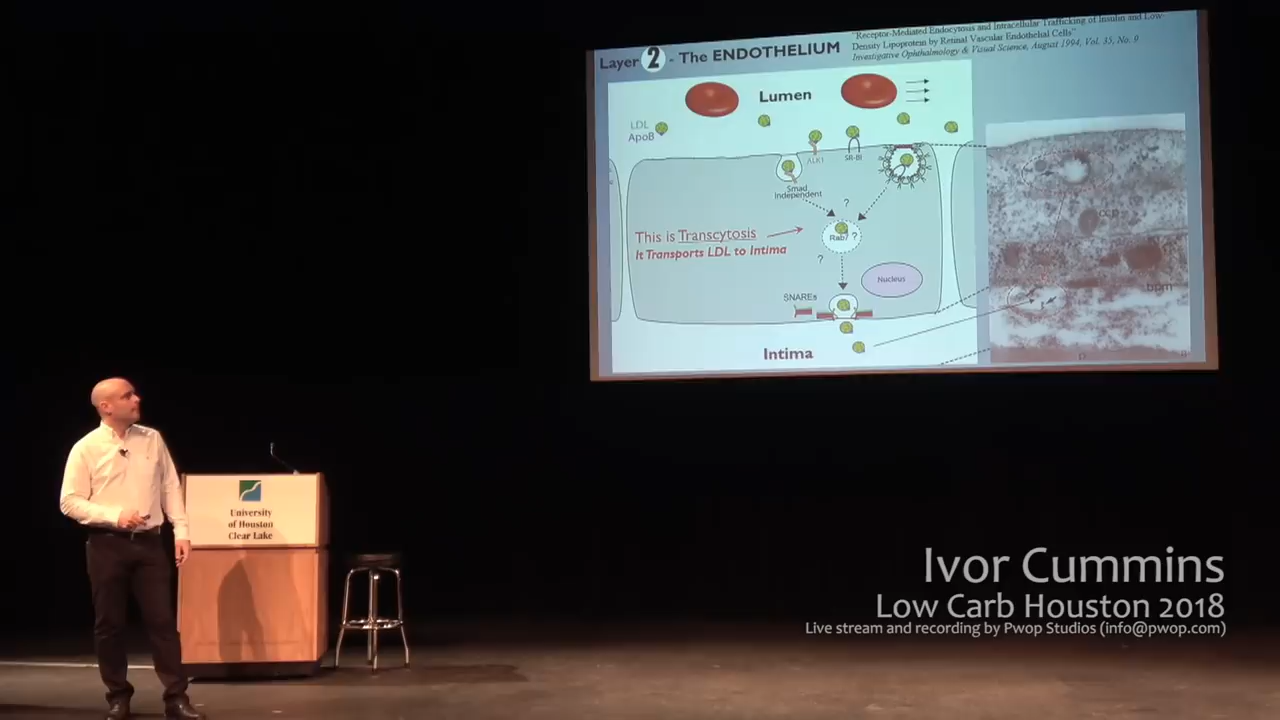 Layer 2 - The ENDOTHELIUM
"Receptor-Mediated Endocytosis and Intracellular Trafficking of Insulin and Low-
Density Lipoprotein by Retinal Vascular Endothelial Cells"
Investigative Ophthalmology & Visual Science, August 1994, Vol. 35, No. 9
Lumen
LDL
ApoB
ALK1
SR-BI
Smad
Independent
?
This is Transcytosis
It Transports LDL to Intima
Rab? ?
?
Nucleus
SNAREs
Intima
bpm
University
of Houston
Clear Lake
Ivor Cummins
Low Carb Houston 2018
Live stream and recording by Pwop Studios (info@pwop.com)